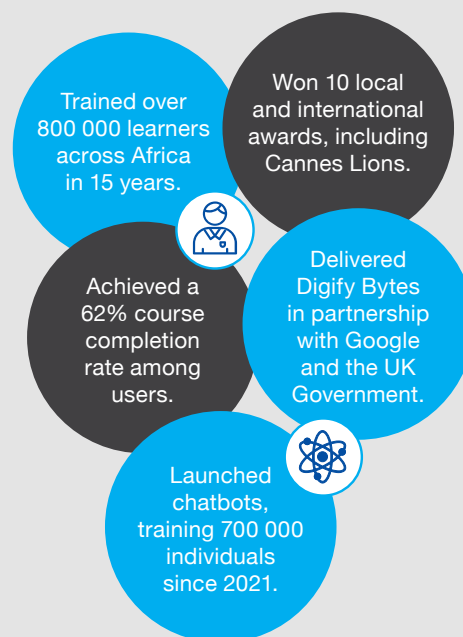 Trained over
800 000 learners
across Africa
in 15 years.
Won 10 local
and international
awards, including
Cannes Lions.
Achieved a
62% course
completion
rate among
users.
Delivered
Digify Bytes
in partnership
with Google
and the UK
Government.
Launched
chatbots,
training 700 000
individuals
since 2021.